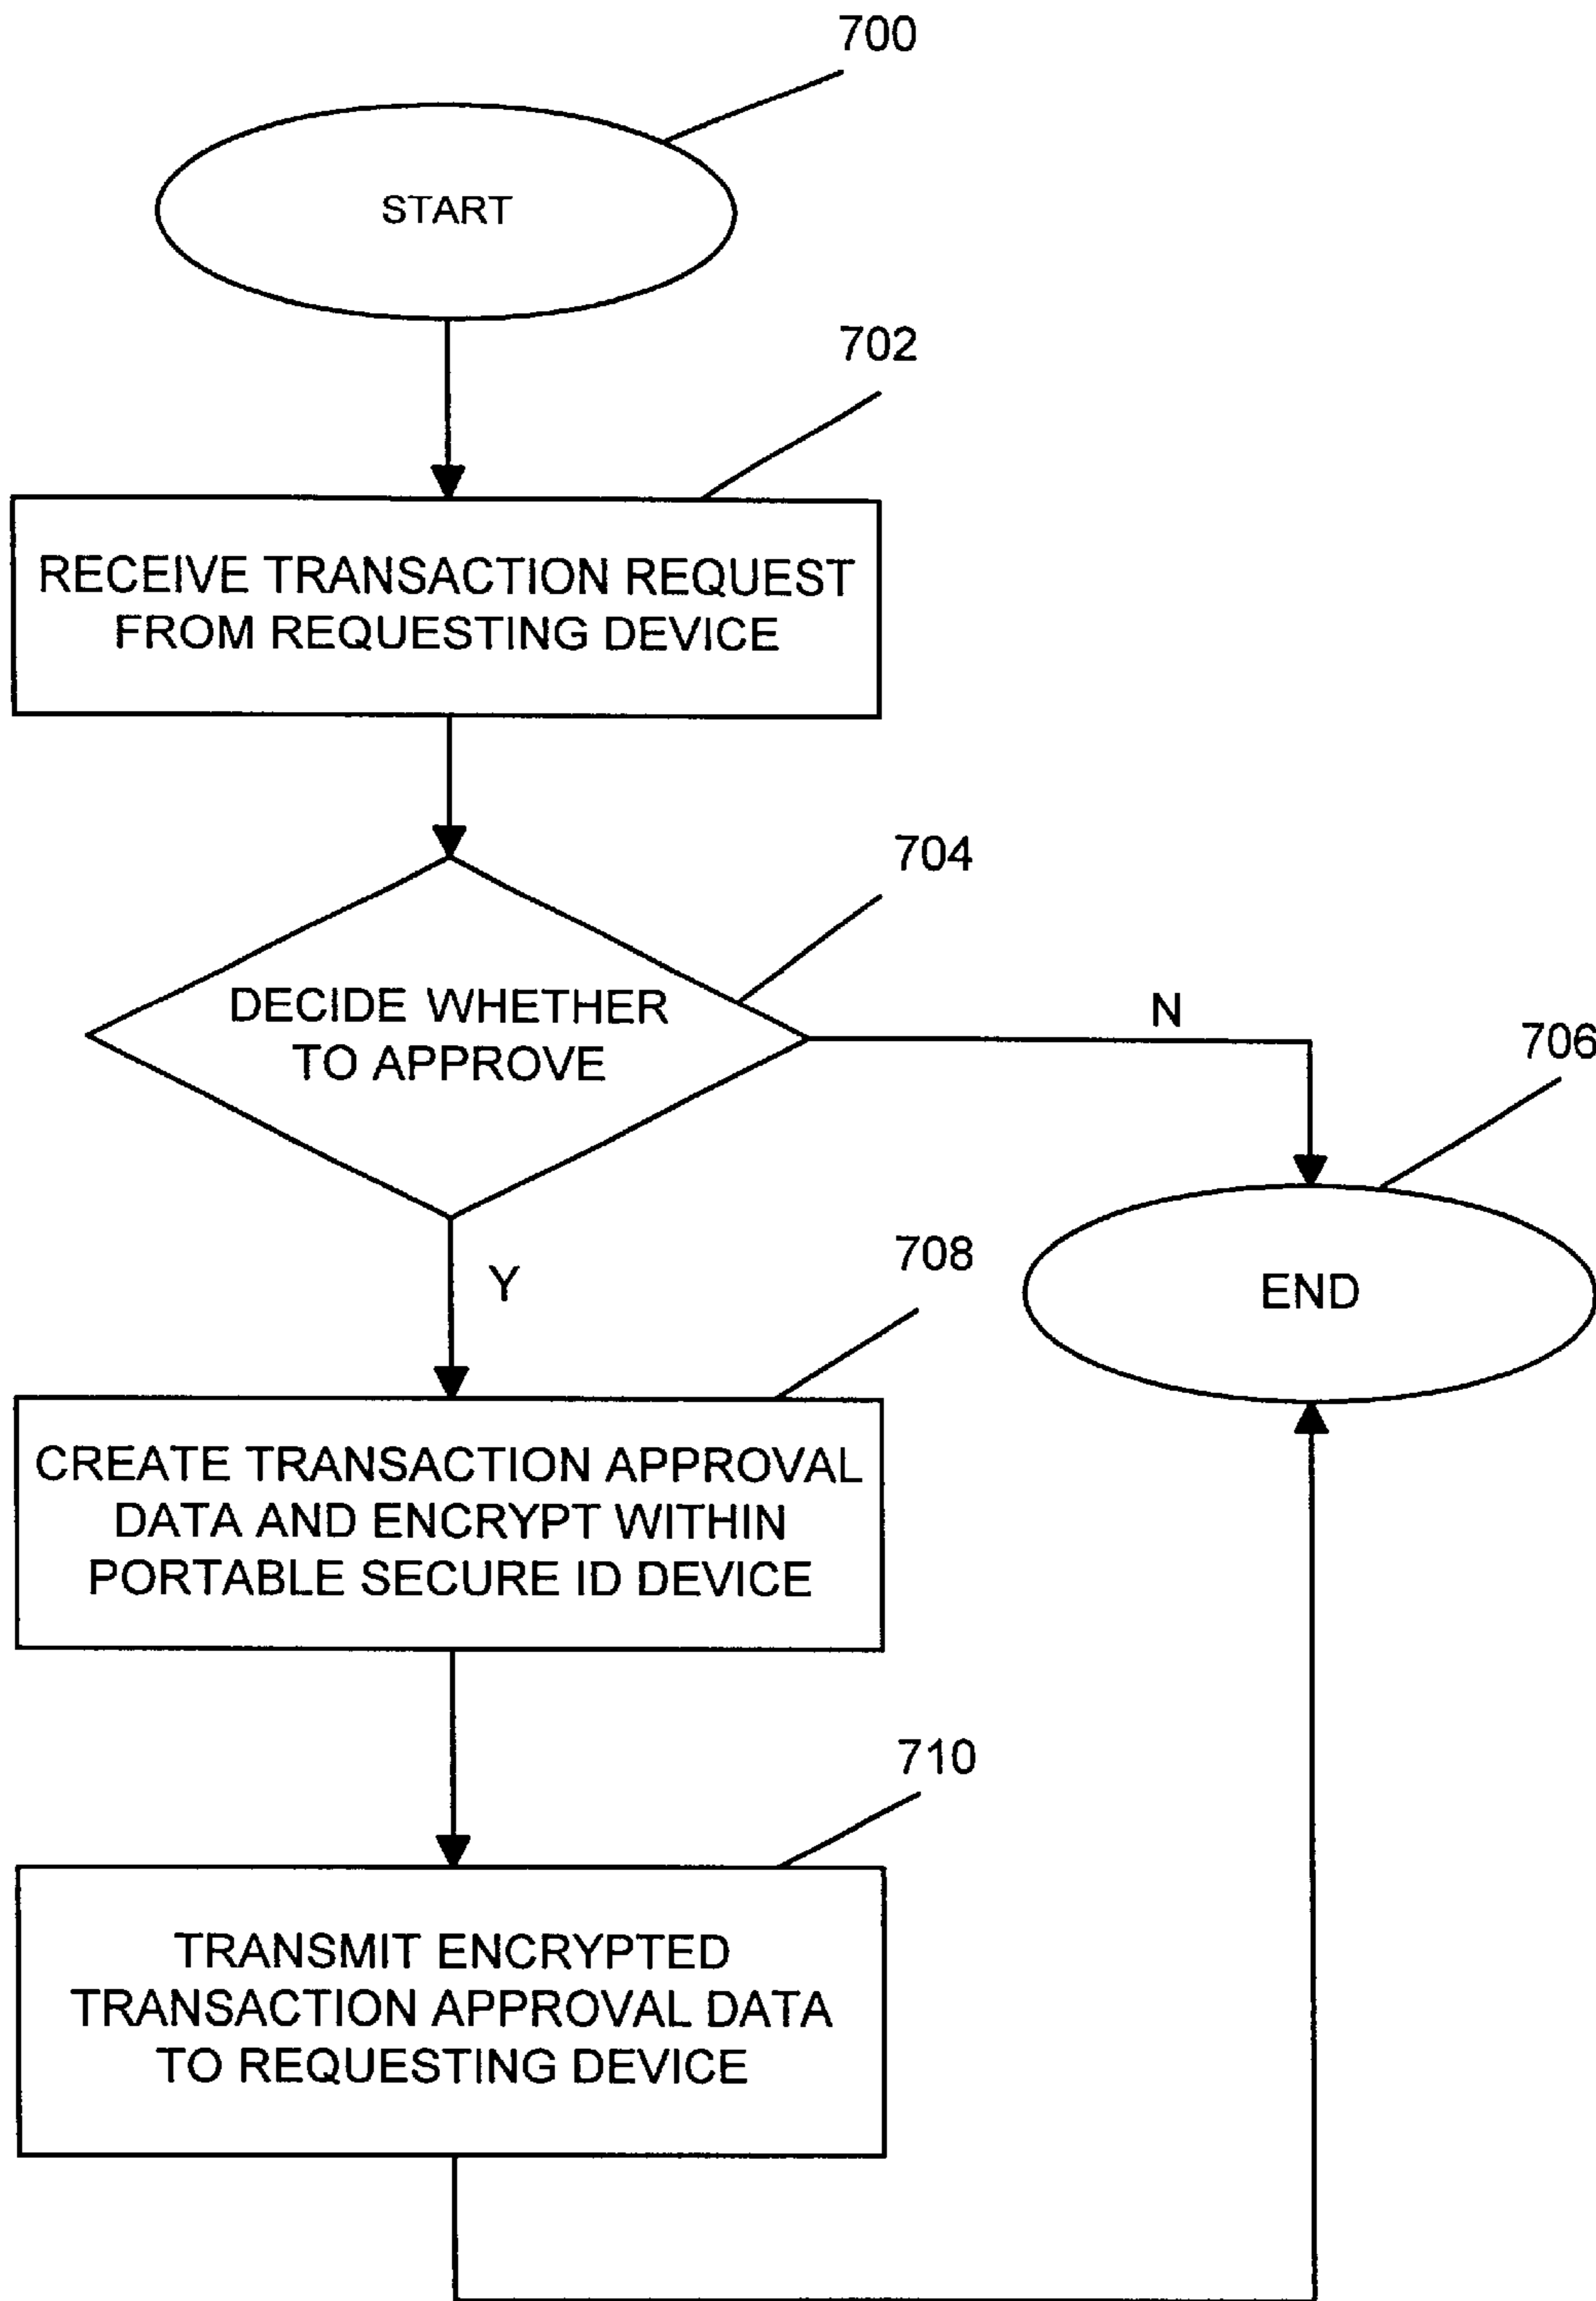 700
START
702
RECEIVE TRANSACTION REQUEST
FROM REQUESTING DEVICE
704
DECIDE WHETHER
TO APPROVE
N
706
END
Y
708
CREATE TRANSACTION APPROVAL
DATA AND ENCRYPT WITHIN
PORTABLE SECURE ID DEVICE
710
TRANSMIT ENCRYPTED
TRANSACTION APPROVAL DATA
TO REQUESTING DEVICE